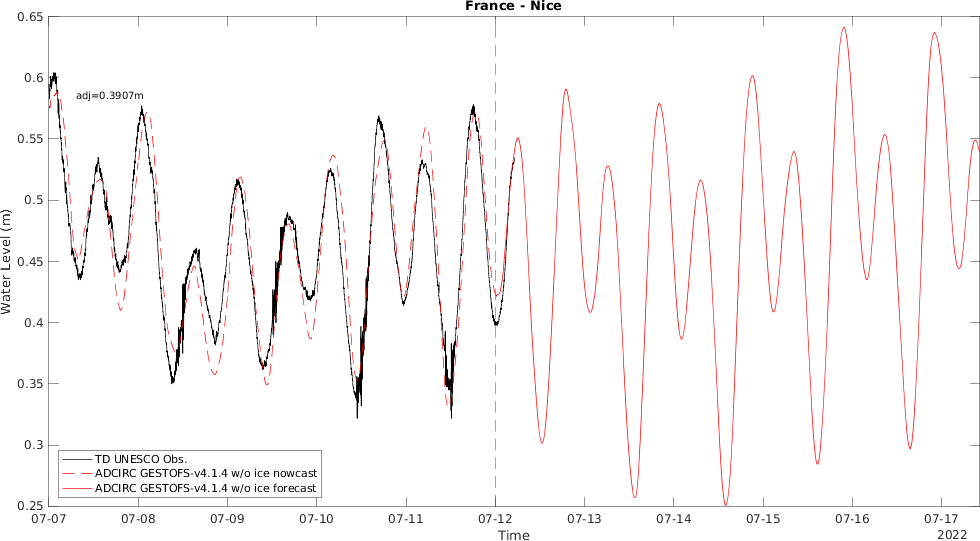 France - Nice
0.65
0.6
0.55
0.5
0.45
0.4
0.35
0.3
0.25
Water Level (m)
adj=0.3907m
TD UNESCO Obs.
ADCIRC GESTOFS-v4.1.4 w/o ice nowcast
ADCIRC GESTOFS-v4.1.4 w/o ice forecast
07-07 07-08 07-09 07-10 07-11 07-12 07-13 07-14 07-15 07-16 07-17
Time
2022